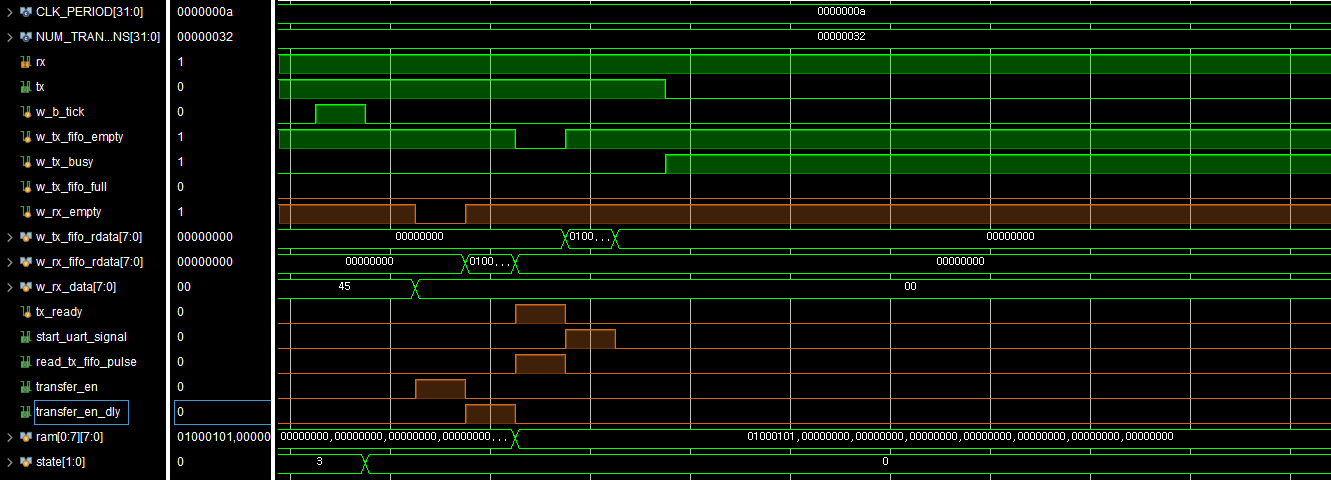 CLK_PERIOD[31:0] 0000000a 0000000a
NUM_TRAN...NS[31:0] 00000032 00000032
rx 1
tx 0
w_b_tick 0
w_tx_fifo_empty 1
w_tx_busy 1
w_tx_fifo_full 0
w_rx_empty 1
w_tx_fifo_rdata[7:0] 00000000 00000000 0100... 00000000
w_rx_fifo_rdata[7:0] 00000000 00000000 0100... 00000000
w_rx_data[7:0] 00 45 00
tx_ready 0
start_uart_signal 0
read_tx_fifo_pulse 0
transfer_en 0
transfer_en_dly 0
ram[0:7][7:0] 01000101,00000 00000000,00000000,00000000,00000000... 01000101,00000000,00000000,00000000,00000000,00000000,00000000,00000000
state[1:0] 0 3 0